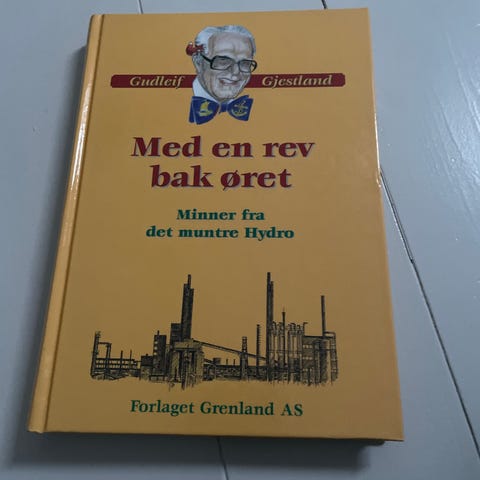 Gudleif Gjestland
Med en rev
bak øret
Minner fra
det muntre Hydro
Forlaget Grenland AS